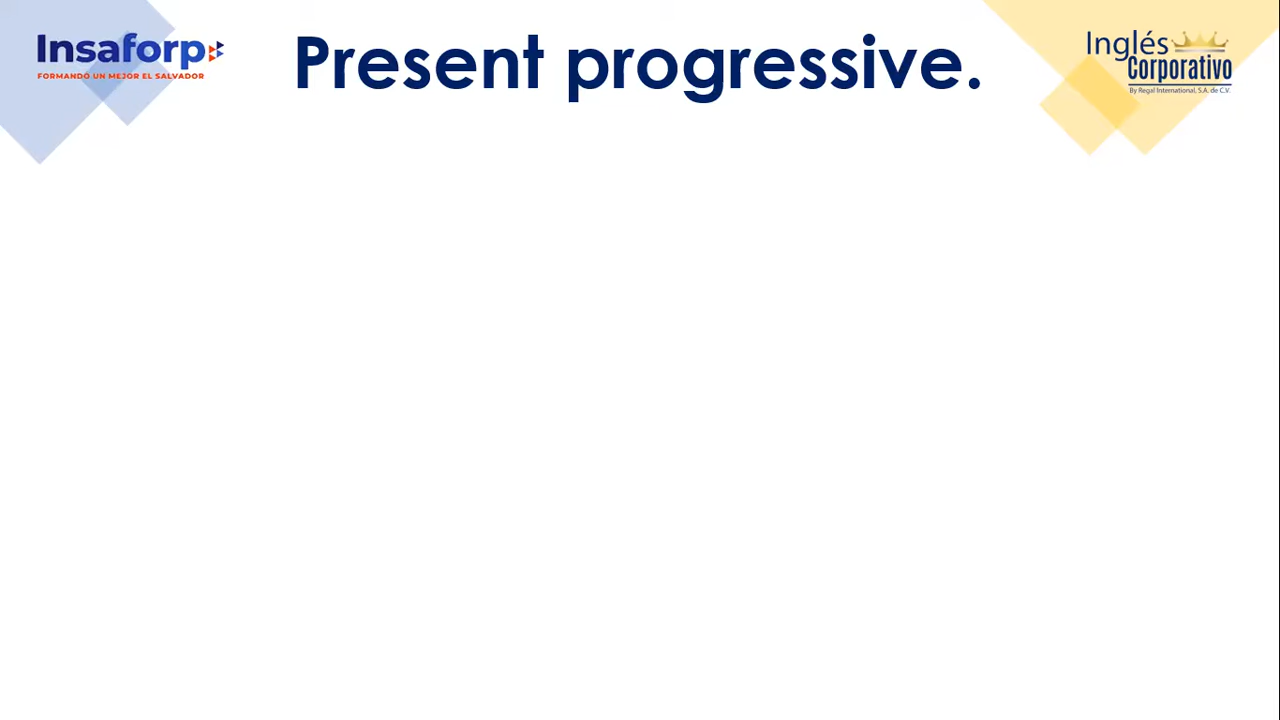 Insaforp
FORMANDO UN MEJOR EL SALVADOR
Present progressive.
Inglés
Corporativo
By Regal International, S.A. de C.V.